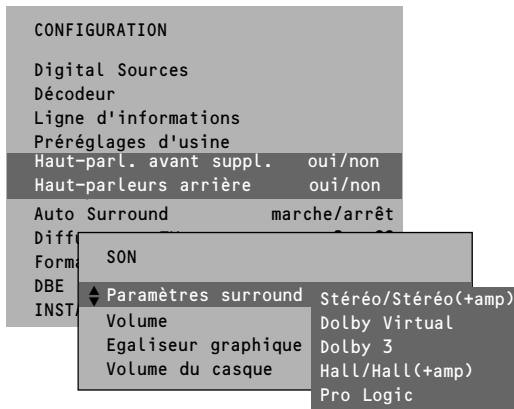 CONFIGURATION
Digital Sources
Décodeur
Ligne d'informations
Préréglages d'usine
Haut-parl. avant suppl. oui/non
Haut-parleurs arrière oui/non
Auto Surround marche/arrêt
SON
DBE
Paramètres surround
Volume
Egaliseur graphique
Volume du casque
Stéréo/Stéréo(+amp)
Dolby Virtual
Dolby 3
Hall/Hall(+amp)
Pro Logic